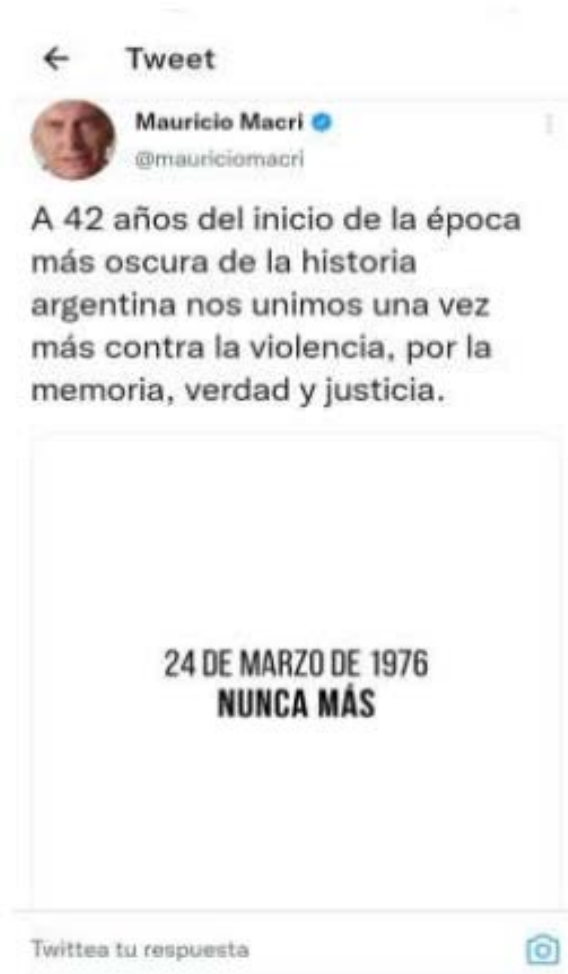 Tweet
Mauricio Macri
@mauriciomacri
A 42 años del inicio de la época
más oscura de la historia
argentina nos unimos una vez
más contra la violencia, por la
memoria, verdad y justicia.
24 DE MARZO DE 1976
NUNCA MÁS
Twittea tu respuesta